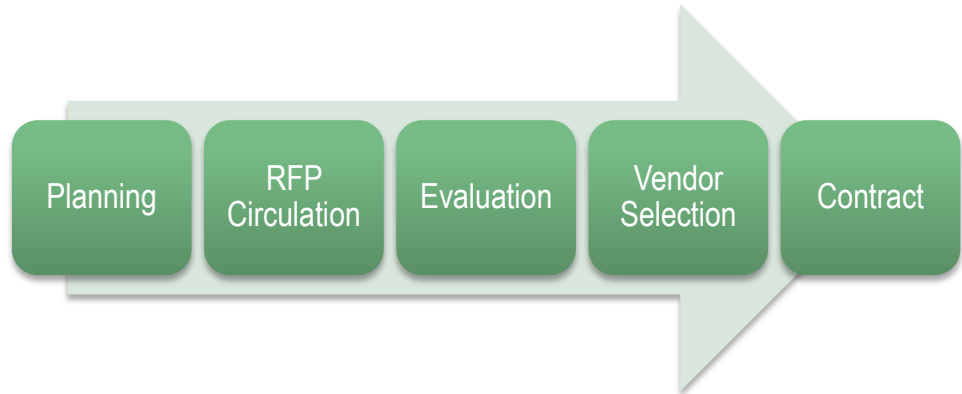 Planning
RFP
Circulation
Evaluation
Vendor
Selection
Contract